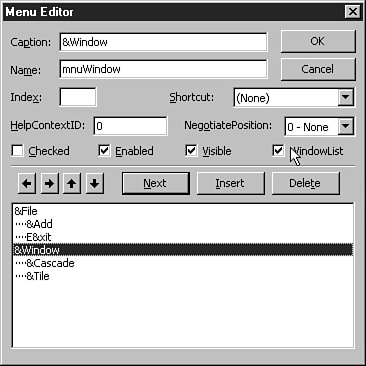 Menu Editor
Caption: &Window OK
Name: mnuWindow Cancel
Index: Shortcut: (None)
HelpContextID: 0 NegotiatePosition: 0 - None
Checked Enabled Visible WindowList
Next Insert Delete
&File
····&Add
····E&xit
&Window
····&Cascade
····&Tile